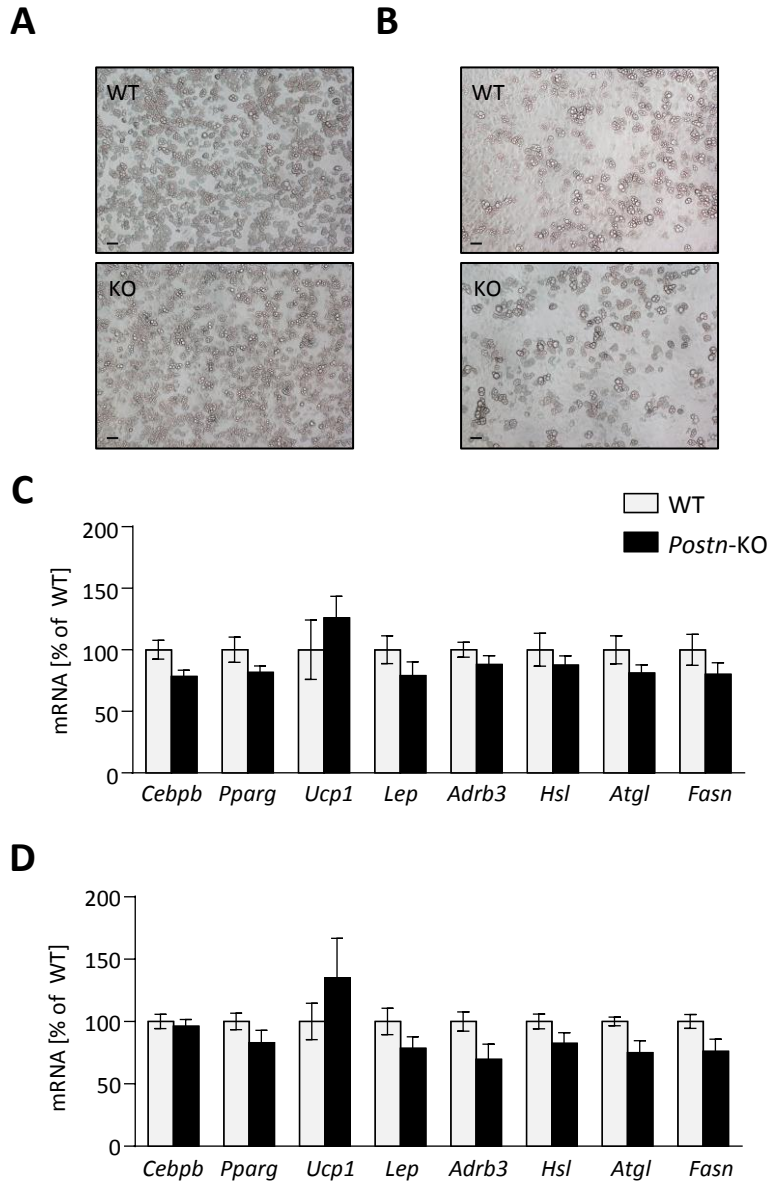 A
B
WT
WT
KO
KO
C
WT
Postn-KO
mRNA [% of WT]
200
150
100
50
0
Cebpb Pparg Ucp1 Lep Adrb3 Hsl Atgl Fasn
D
mRNA [% of WT]
200
150
100
50
0
Cebpb Pparg Ucp1 Lep Adrb3 Hsl Atgl Fasn